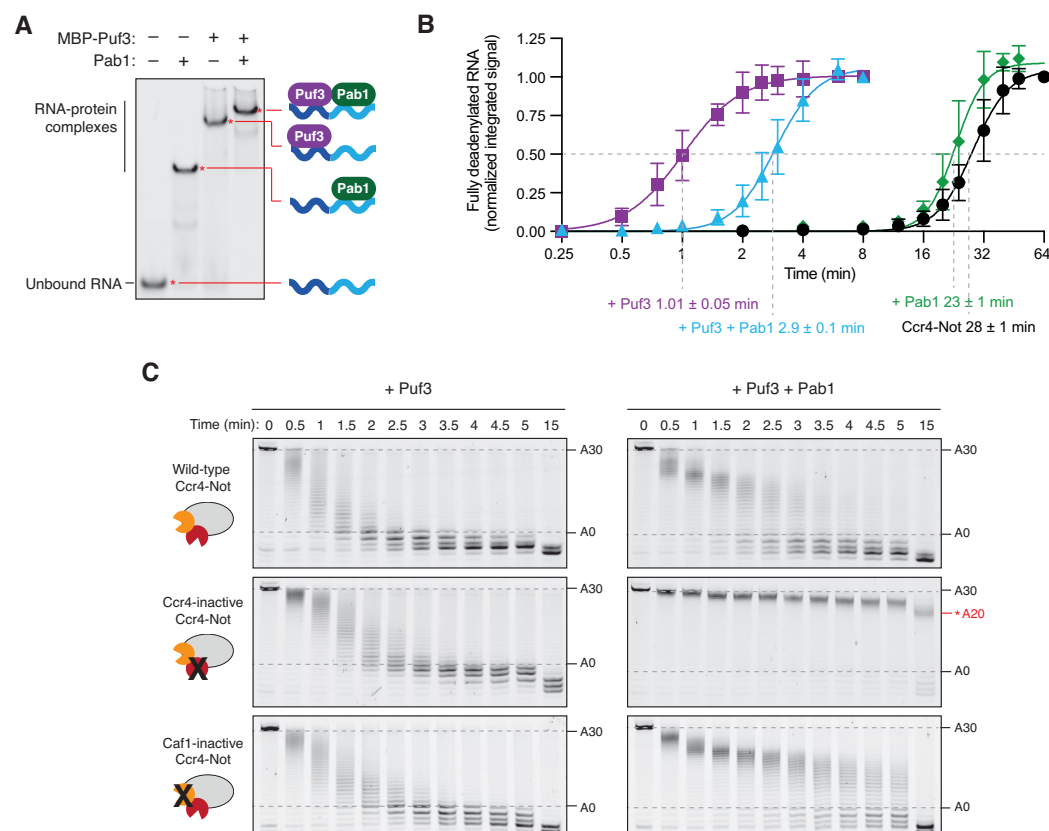 A
MBP-Puf3: – – + +
Pab1: – + – +
RNA-protein
complexes
Unbound RNA
Puf3 Pab1
Puf3
Pab1
*
*
*
*
B
Fully deadenylated RNA
(normalized integrated signal)
1.25
1.00
0.75
0.50
0.25
0.00
0.25 0.5 1 2 4 8 16 32 64
Time (min)
+ Puf3 1.01 ± 0.05 min
+ Pab1 23 ± 1 min
+ Puf3 + Pab1 2.9 ± 0.1 min
Ccr4-Not 28 ± 1 min
C
+ Puf3
+ Puf3 + Pab1
Time (min): 0 0.5 1 1.5 2 2.5 3 3.5 4 4.5 5 15
0 0.5 1 1.5 2 2.5 3 3.5 4 4.5 5 15
Wild-type
Ccr4-Not
A30
A0
A30
A0
Ccr4-inactive
Ccr4-Not
X
A30
A0
A30
* A20
A0
Caf1-inactive
Ccr4-Not
X
A30
A0
A30
A0